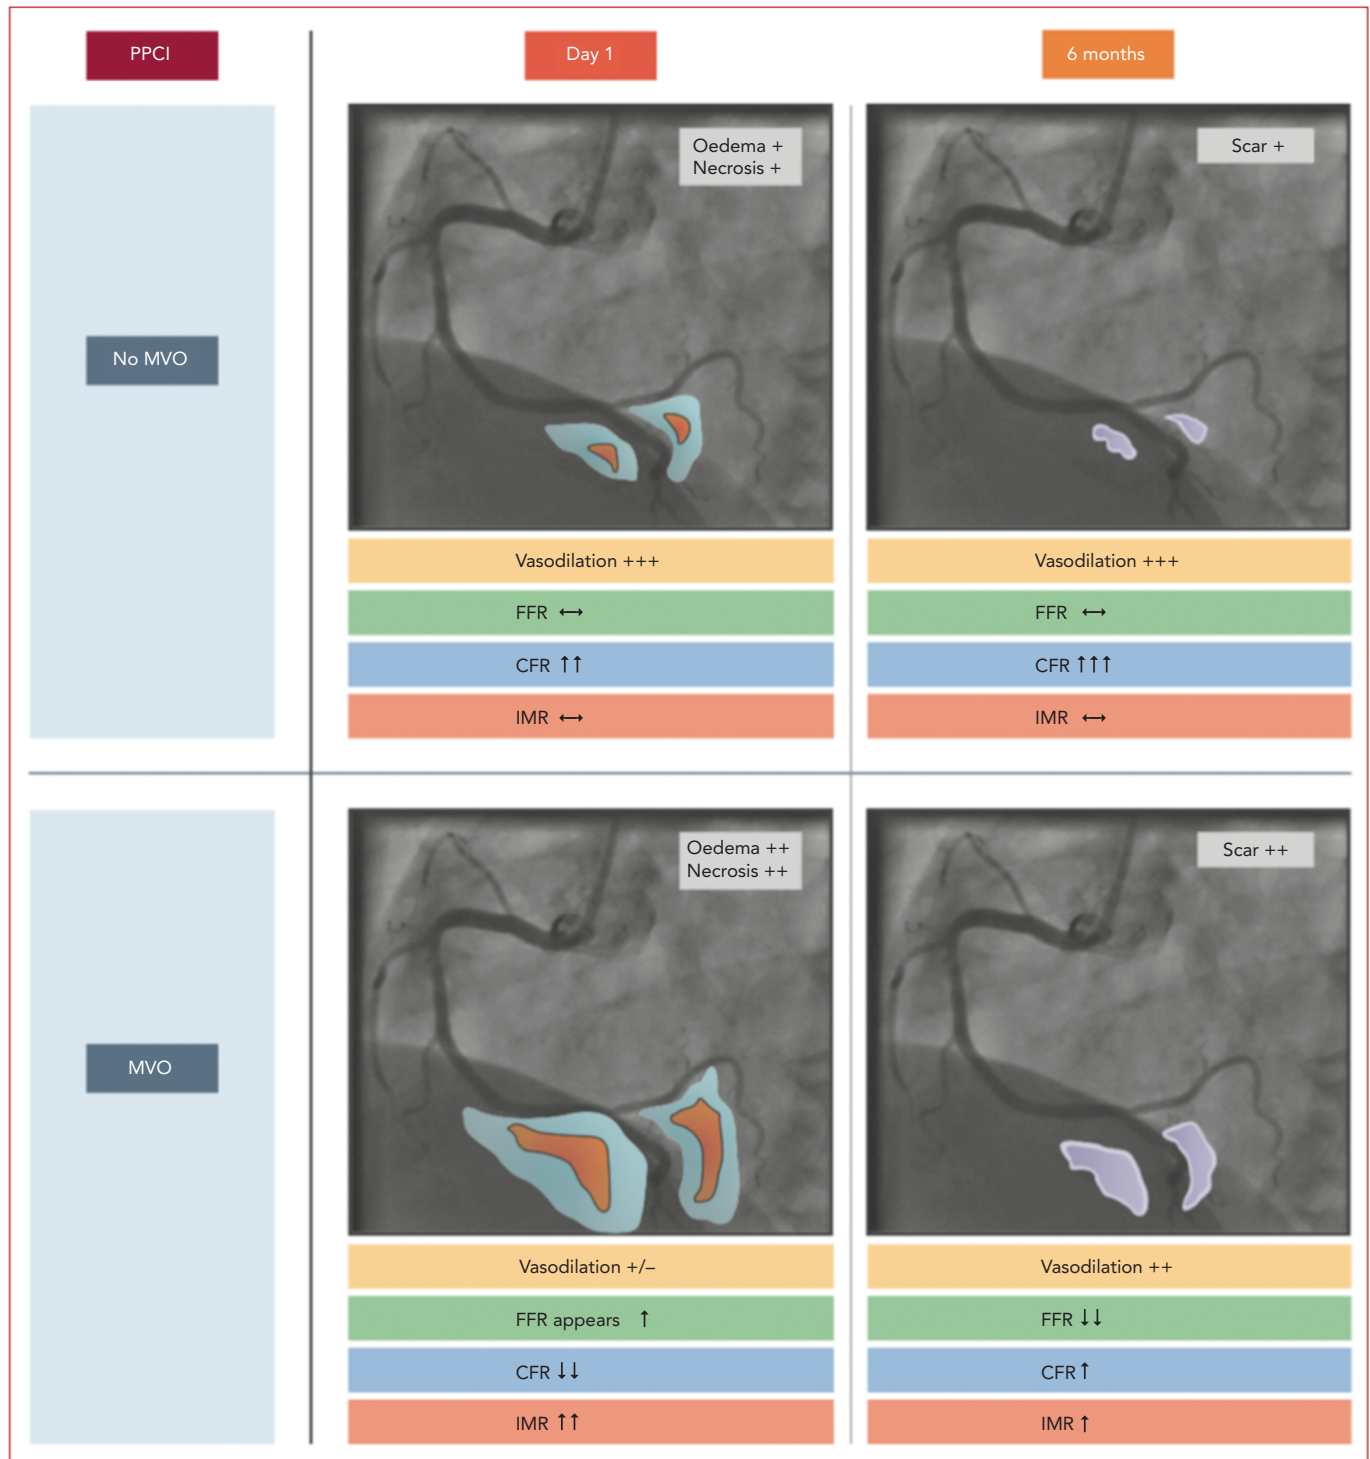 PPCI
Day 1
6 months
No MVO
Oedema +
Necrosis +
Scar +
Vasodilation +++
FFR ↔
CFR ↑↑
IMR ↔
Vasodilation +++
FFR ↔
CFR ↑↑↑
IMR ↔
MVO
Oedema ++
Necrosis ++
Scar ++
Vasodilation +/–
FFR appears ↑
CFR ↓↓
IMR ↑↑
Vasodilation ++
FFR ↓↓
CFR ↑
IMR ↑